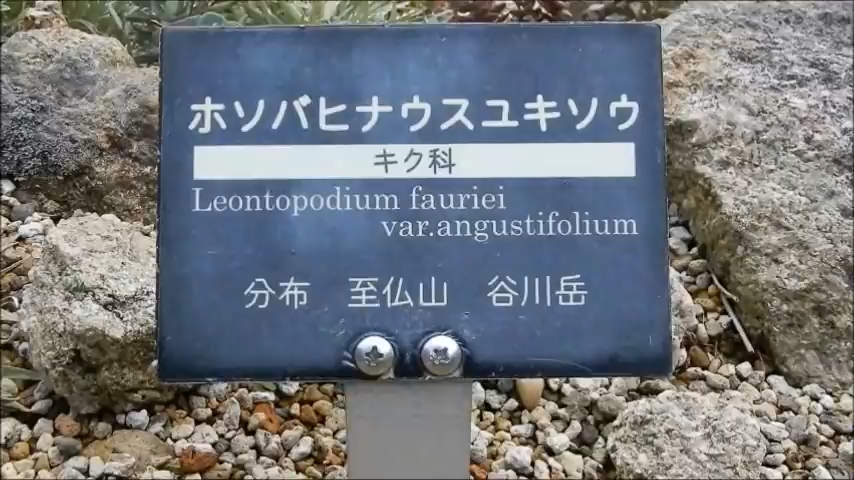 ホソバヒナウスユキソウ
キク科
Leontopodium fauriei
var.angustifolium
分布 至仏山 谷川岳